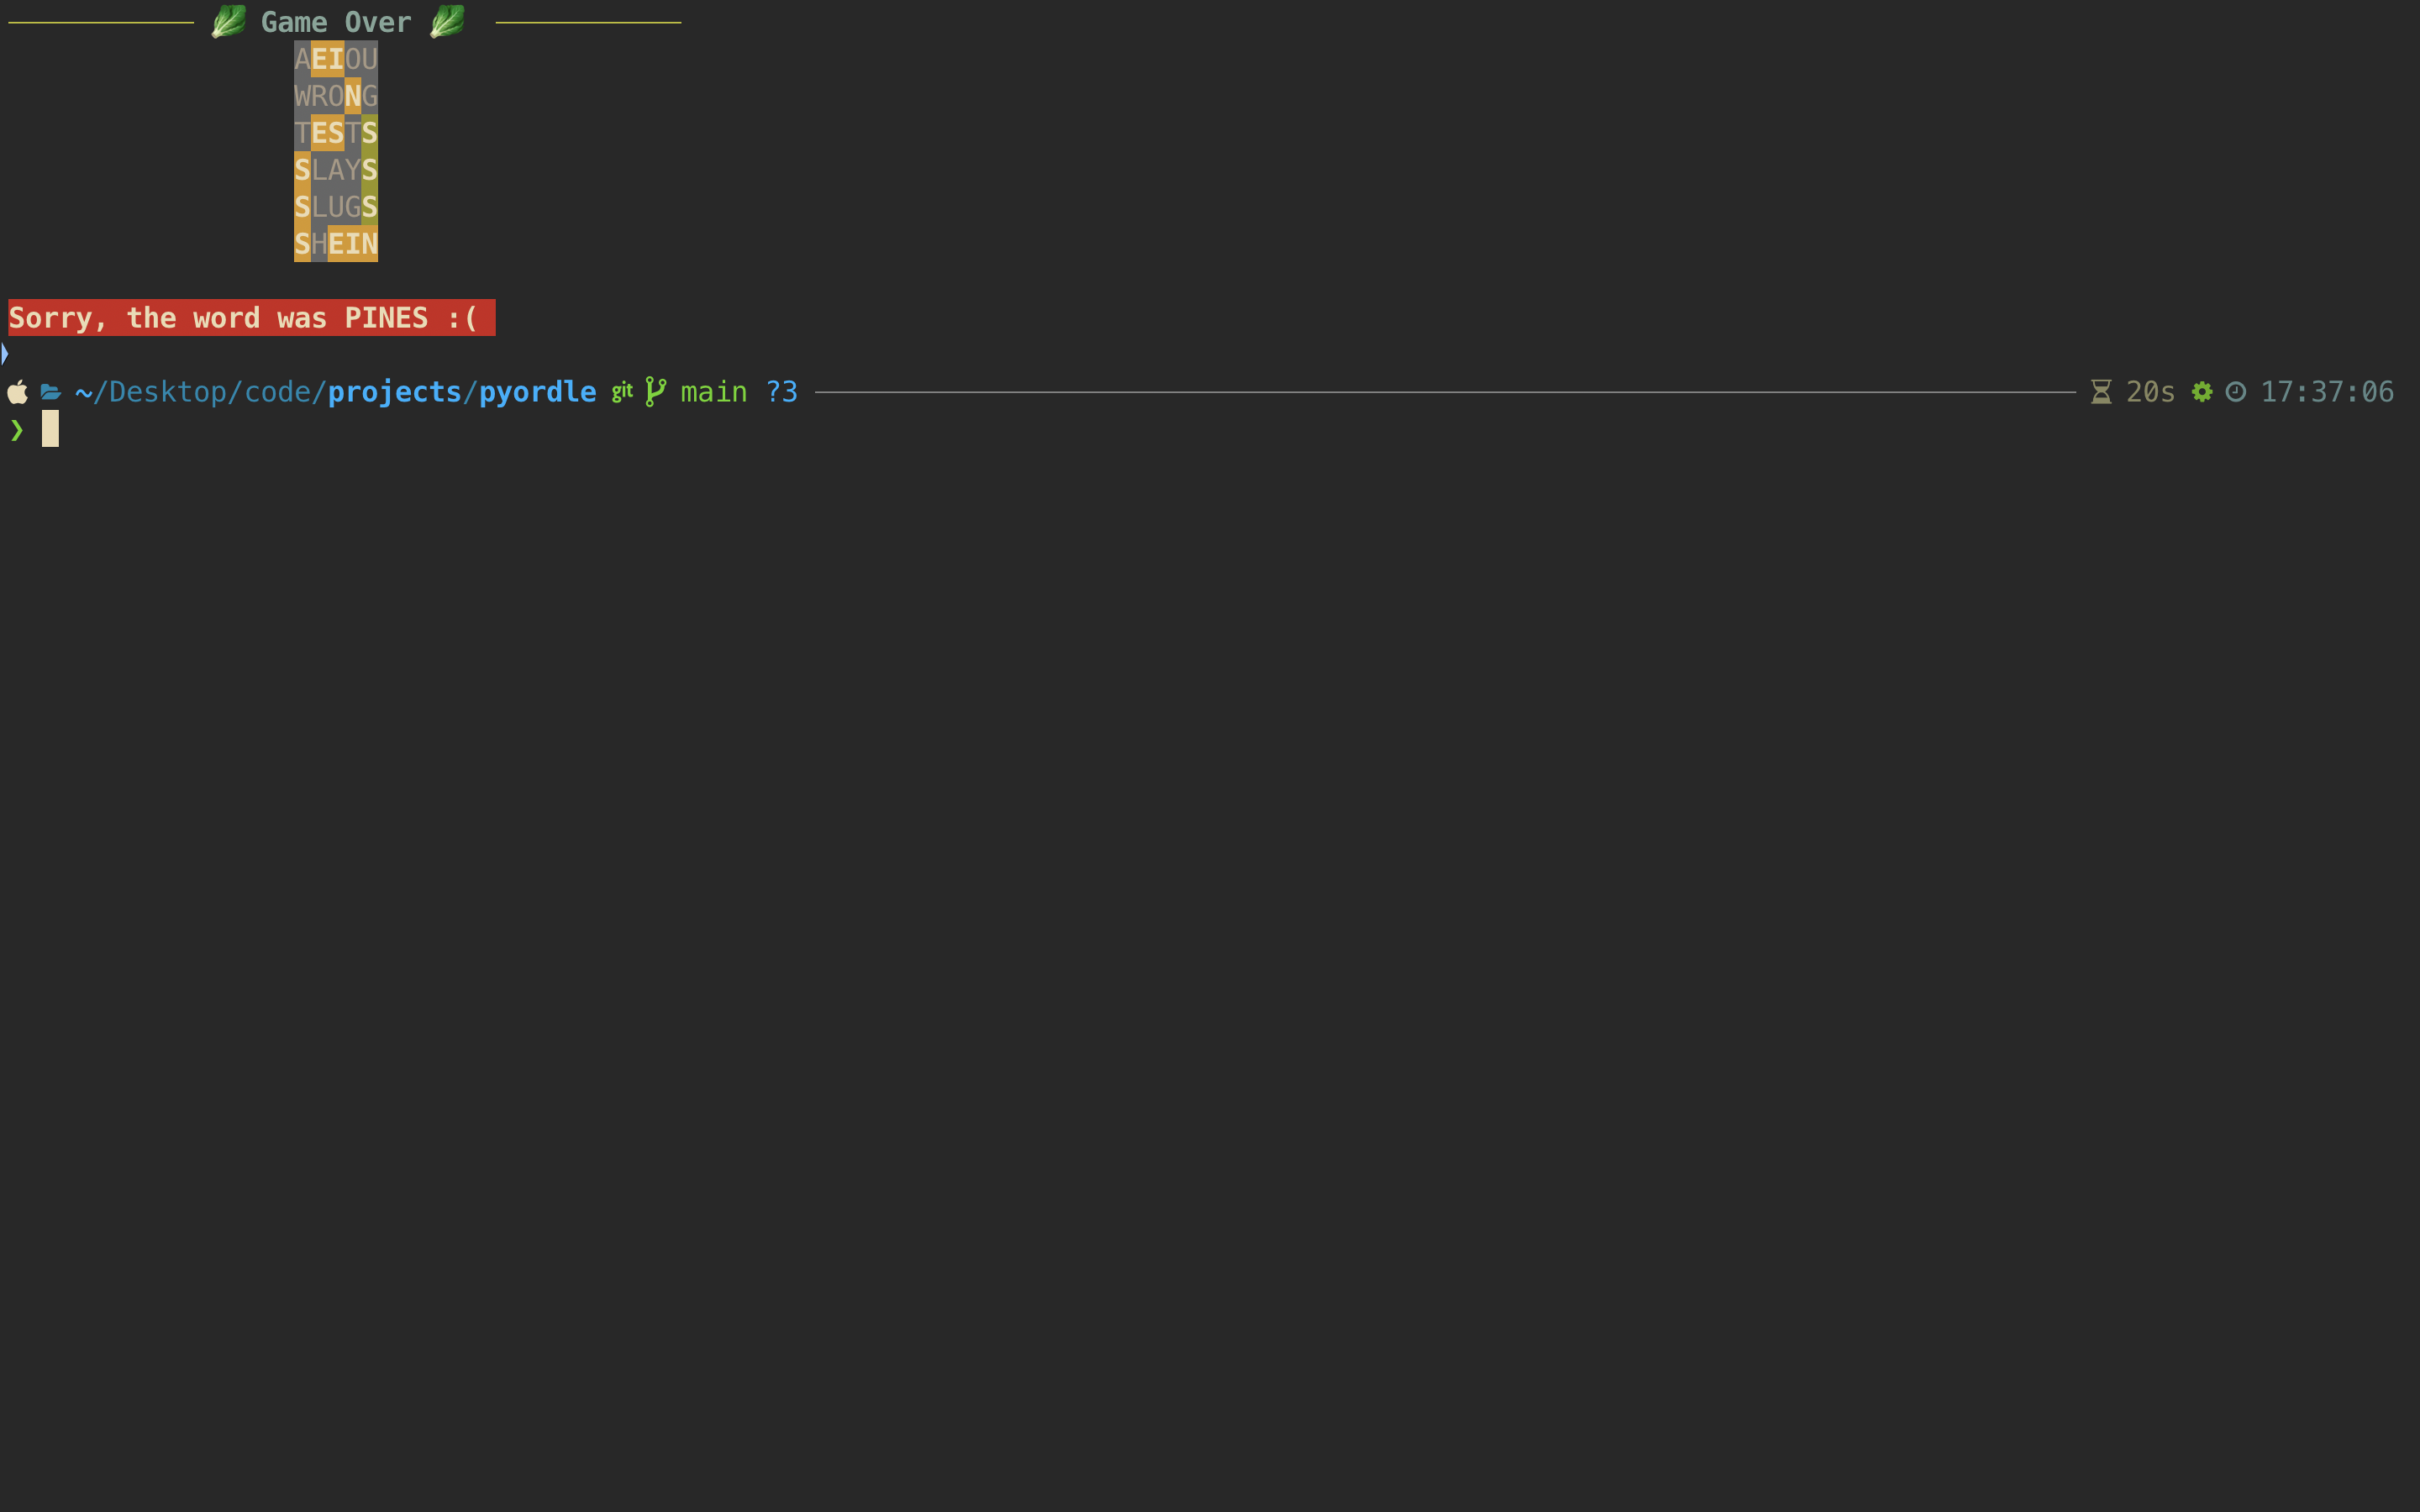 Game Over
AEIOU
WRONG
TESTS
SLAYS
SLUGS
SHEIN
Sorry, the word was PINES :(
~/Desktop/code/projects/pyordle git main ?3 20s 17:37:06
❯